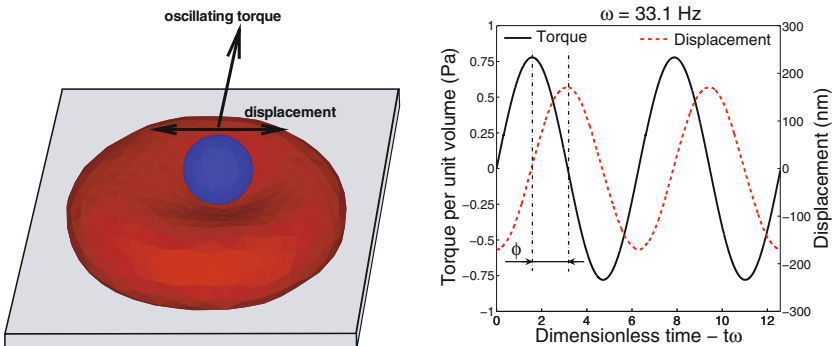 oscillating torque
displacement
ω = 33.1 Hz
Torque
Displacement
Torque per unit volume (Pa)
1
0.75
0.5
0.25
0
−0.25
−0.5
−0.75
−1
ϕ
300
200
100
0
−100
−200
−300
Displacement (nm)
0 2 4 6 8 10 12
Dimensionless time − tω